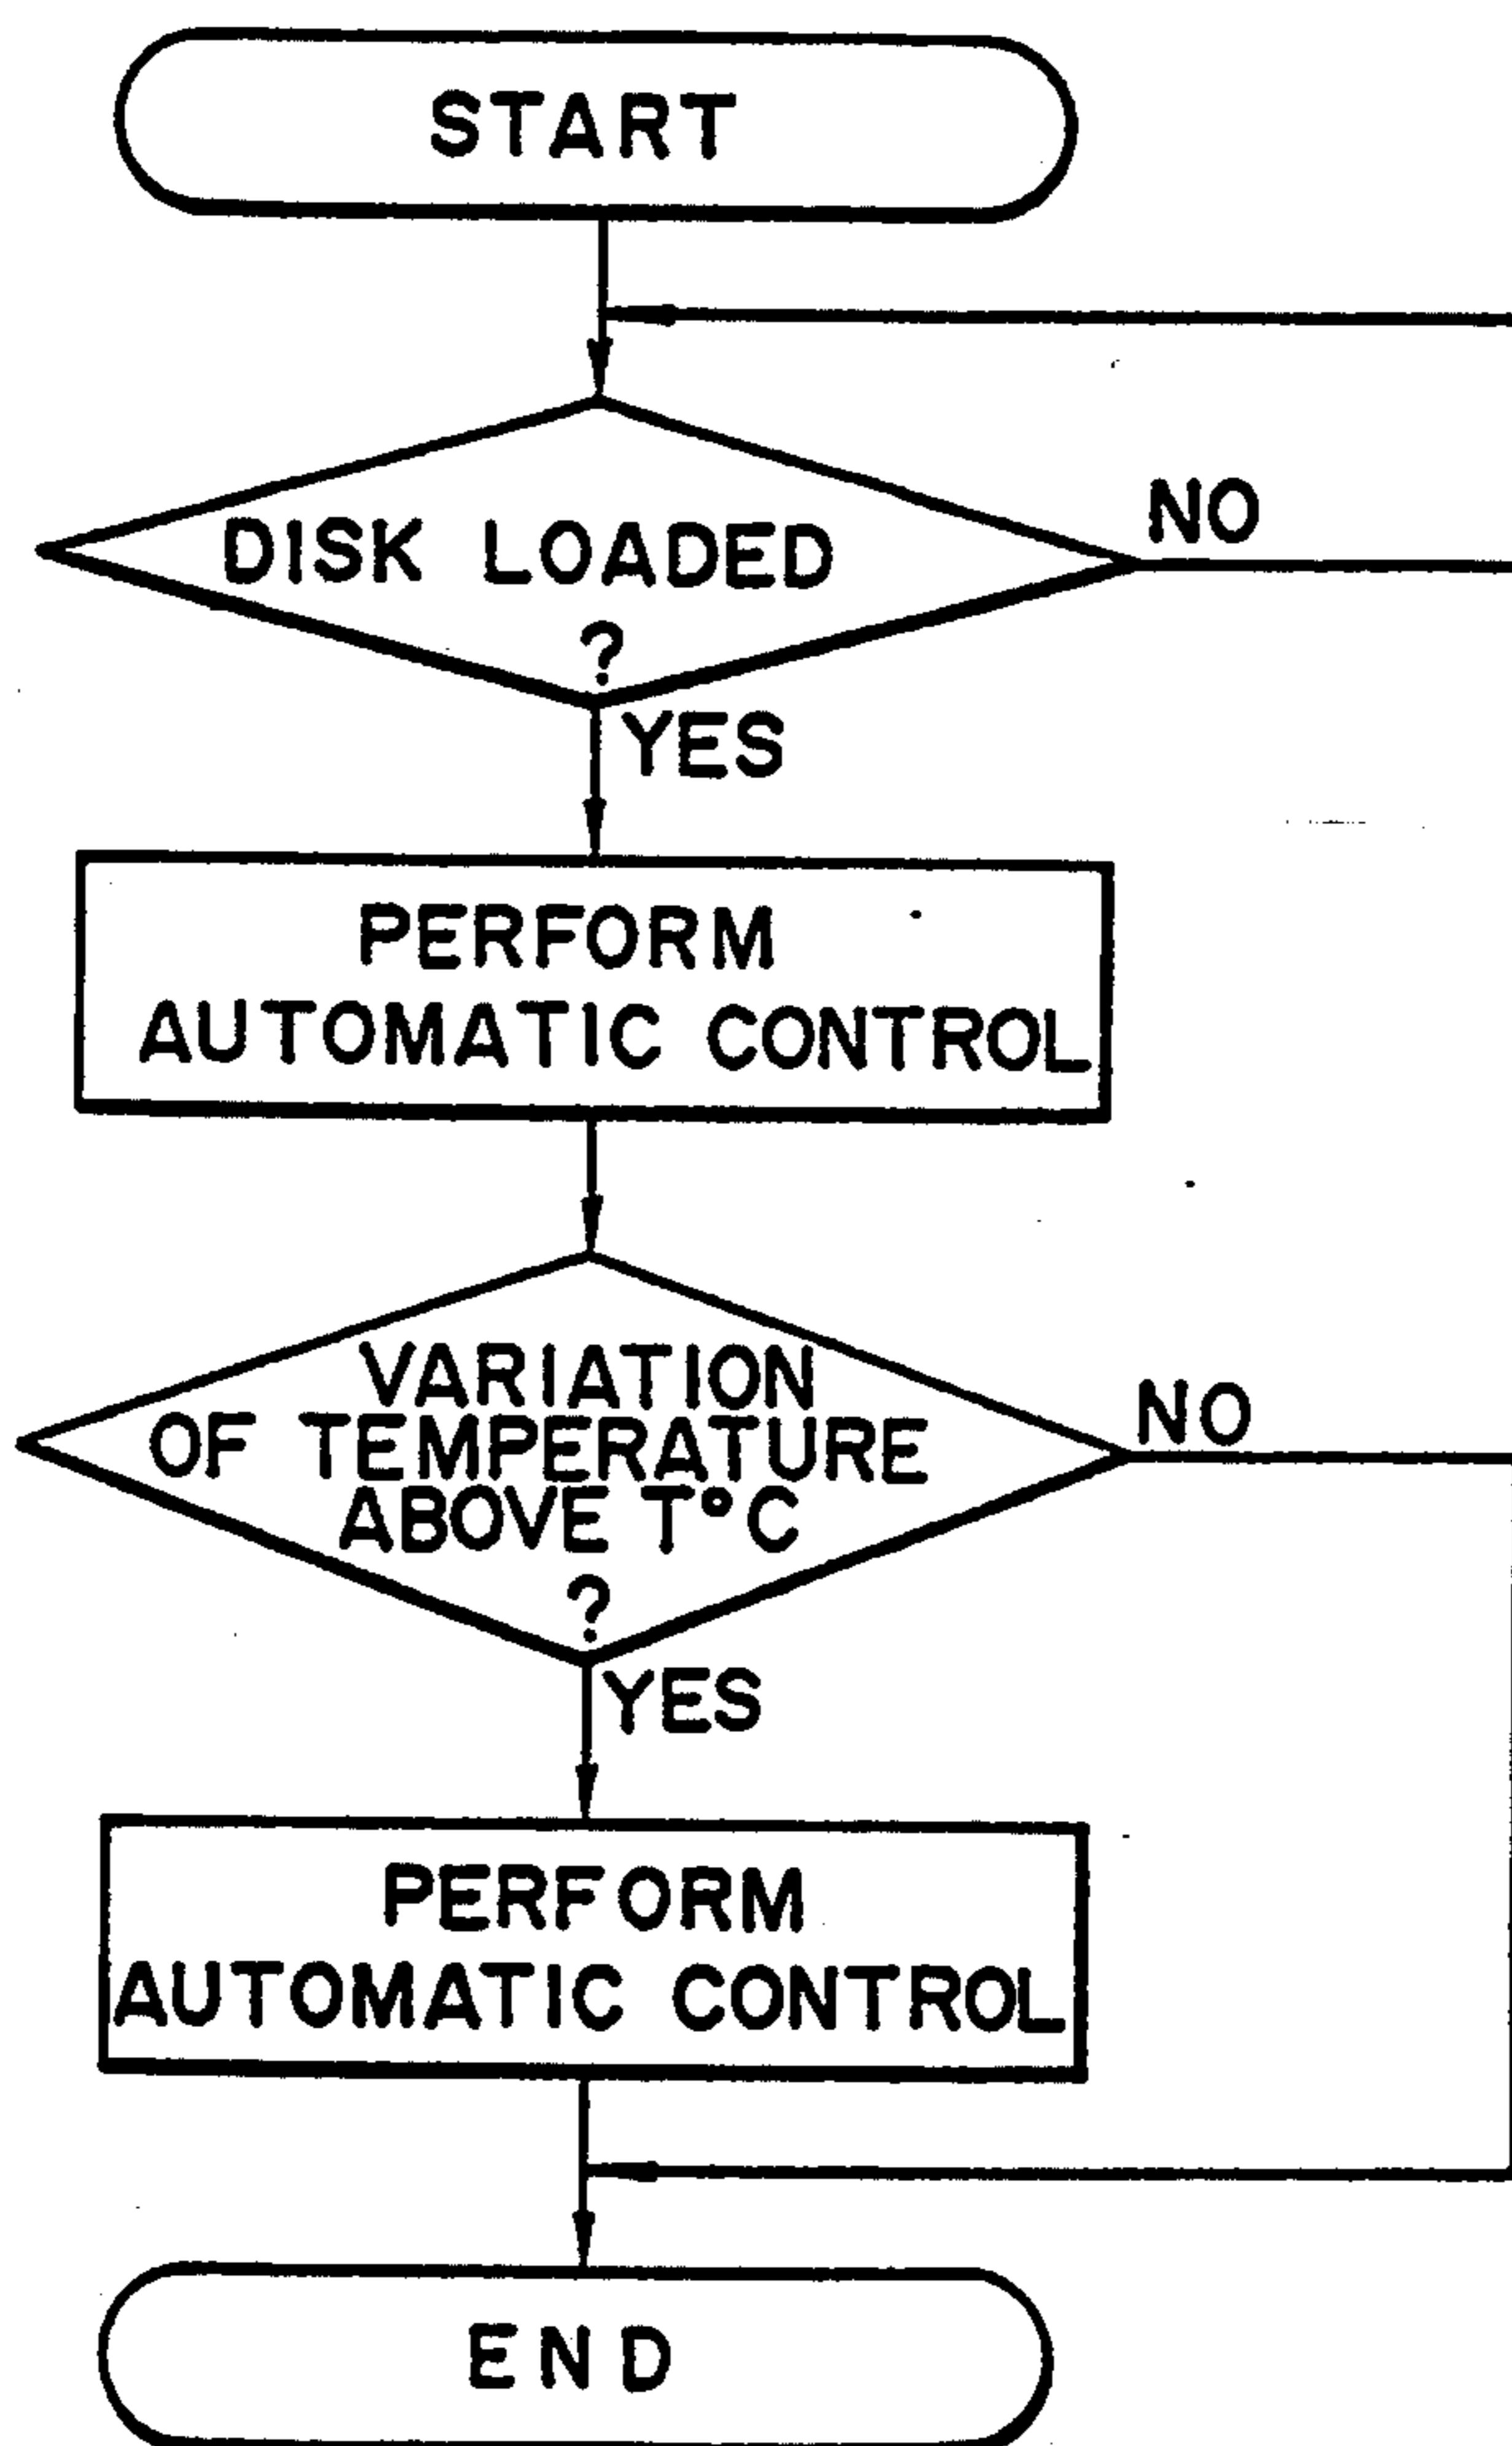 START
DISK LOADED
?
NO
YES
PERFORM
AUTOMATIC CONTROL
VARIATION
OF TEMPERATURE
ABOVE T°C
?
NO
YES
PERFORM
AUTOMATIC CONTROL
END